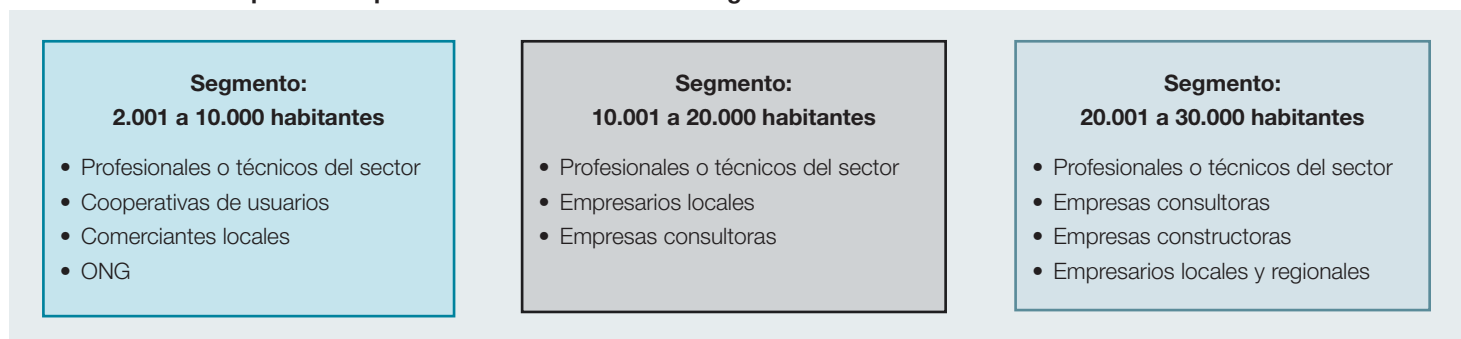 Segmento:
2.001 a 10.000 habitantes
• Profesionales o técnicos del sector
• Cooperativas de usuarios
• Comerciantes locales
• ONG
Segmento:
10.001 a 20.000 habitantes
• Profesionales o técnicos del sector
• Empresarios locales
• Empresas consultoras
Segmento:
20.001 a 30.000 habitantes
• Profesionales o técnicos del sector
• Empresas consultoras
• Empresas constructoras
• Empresarios locales y regionales